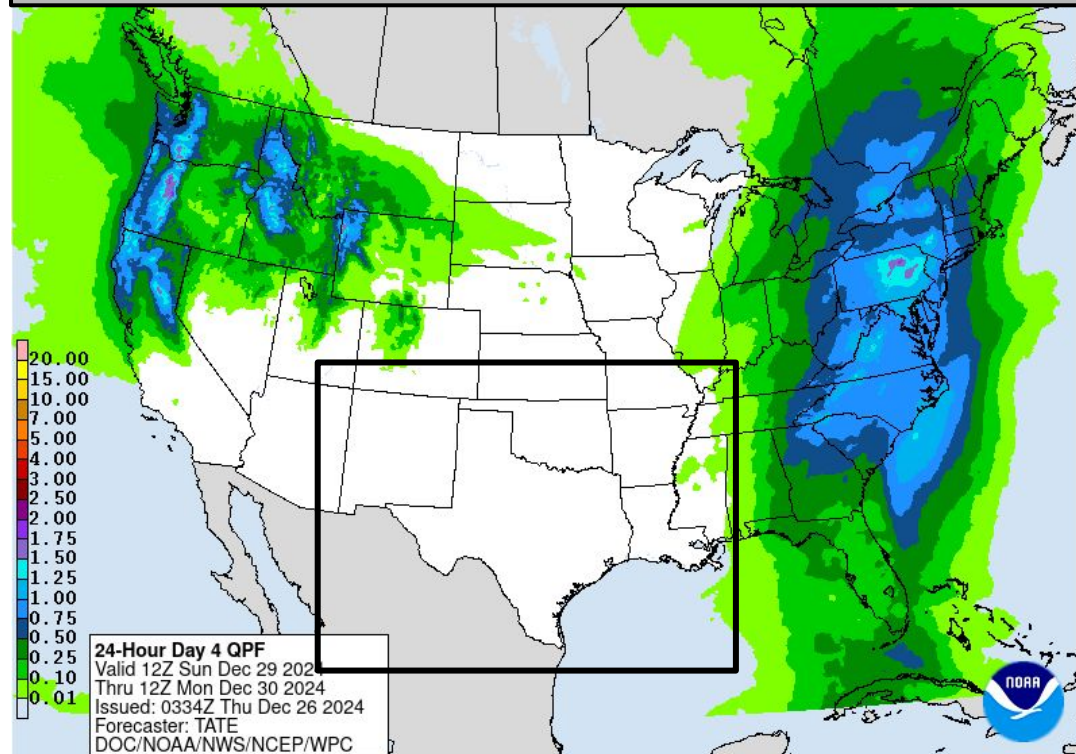 20.00
15.00
10.00
7.00
5.00
4.00
3.00
2.50
2.00
1.75
1.50
1.25
1.00
0.75
0.50
0.25
0.10
0.01
24-Hour Day 4 QPF
Valid 12Z Sun Dec 29 2024
Thru 12Z Mon Dec 30 2024
Issued: 0334Z Thu Dec 26 2024
Forecaster: TATE
DOC/NOAA/NWS/NCEP/WPC
NOAA